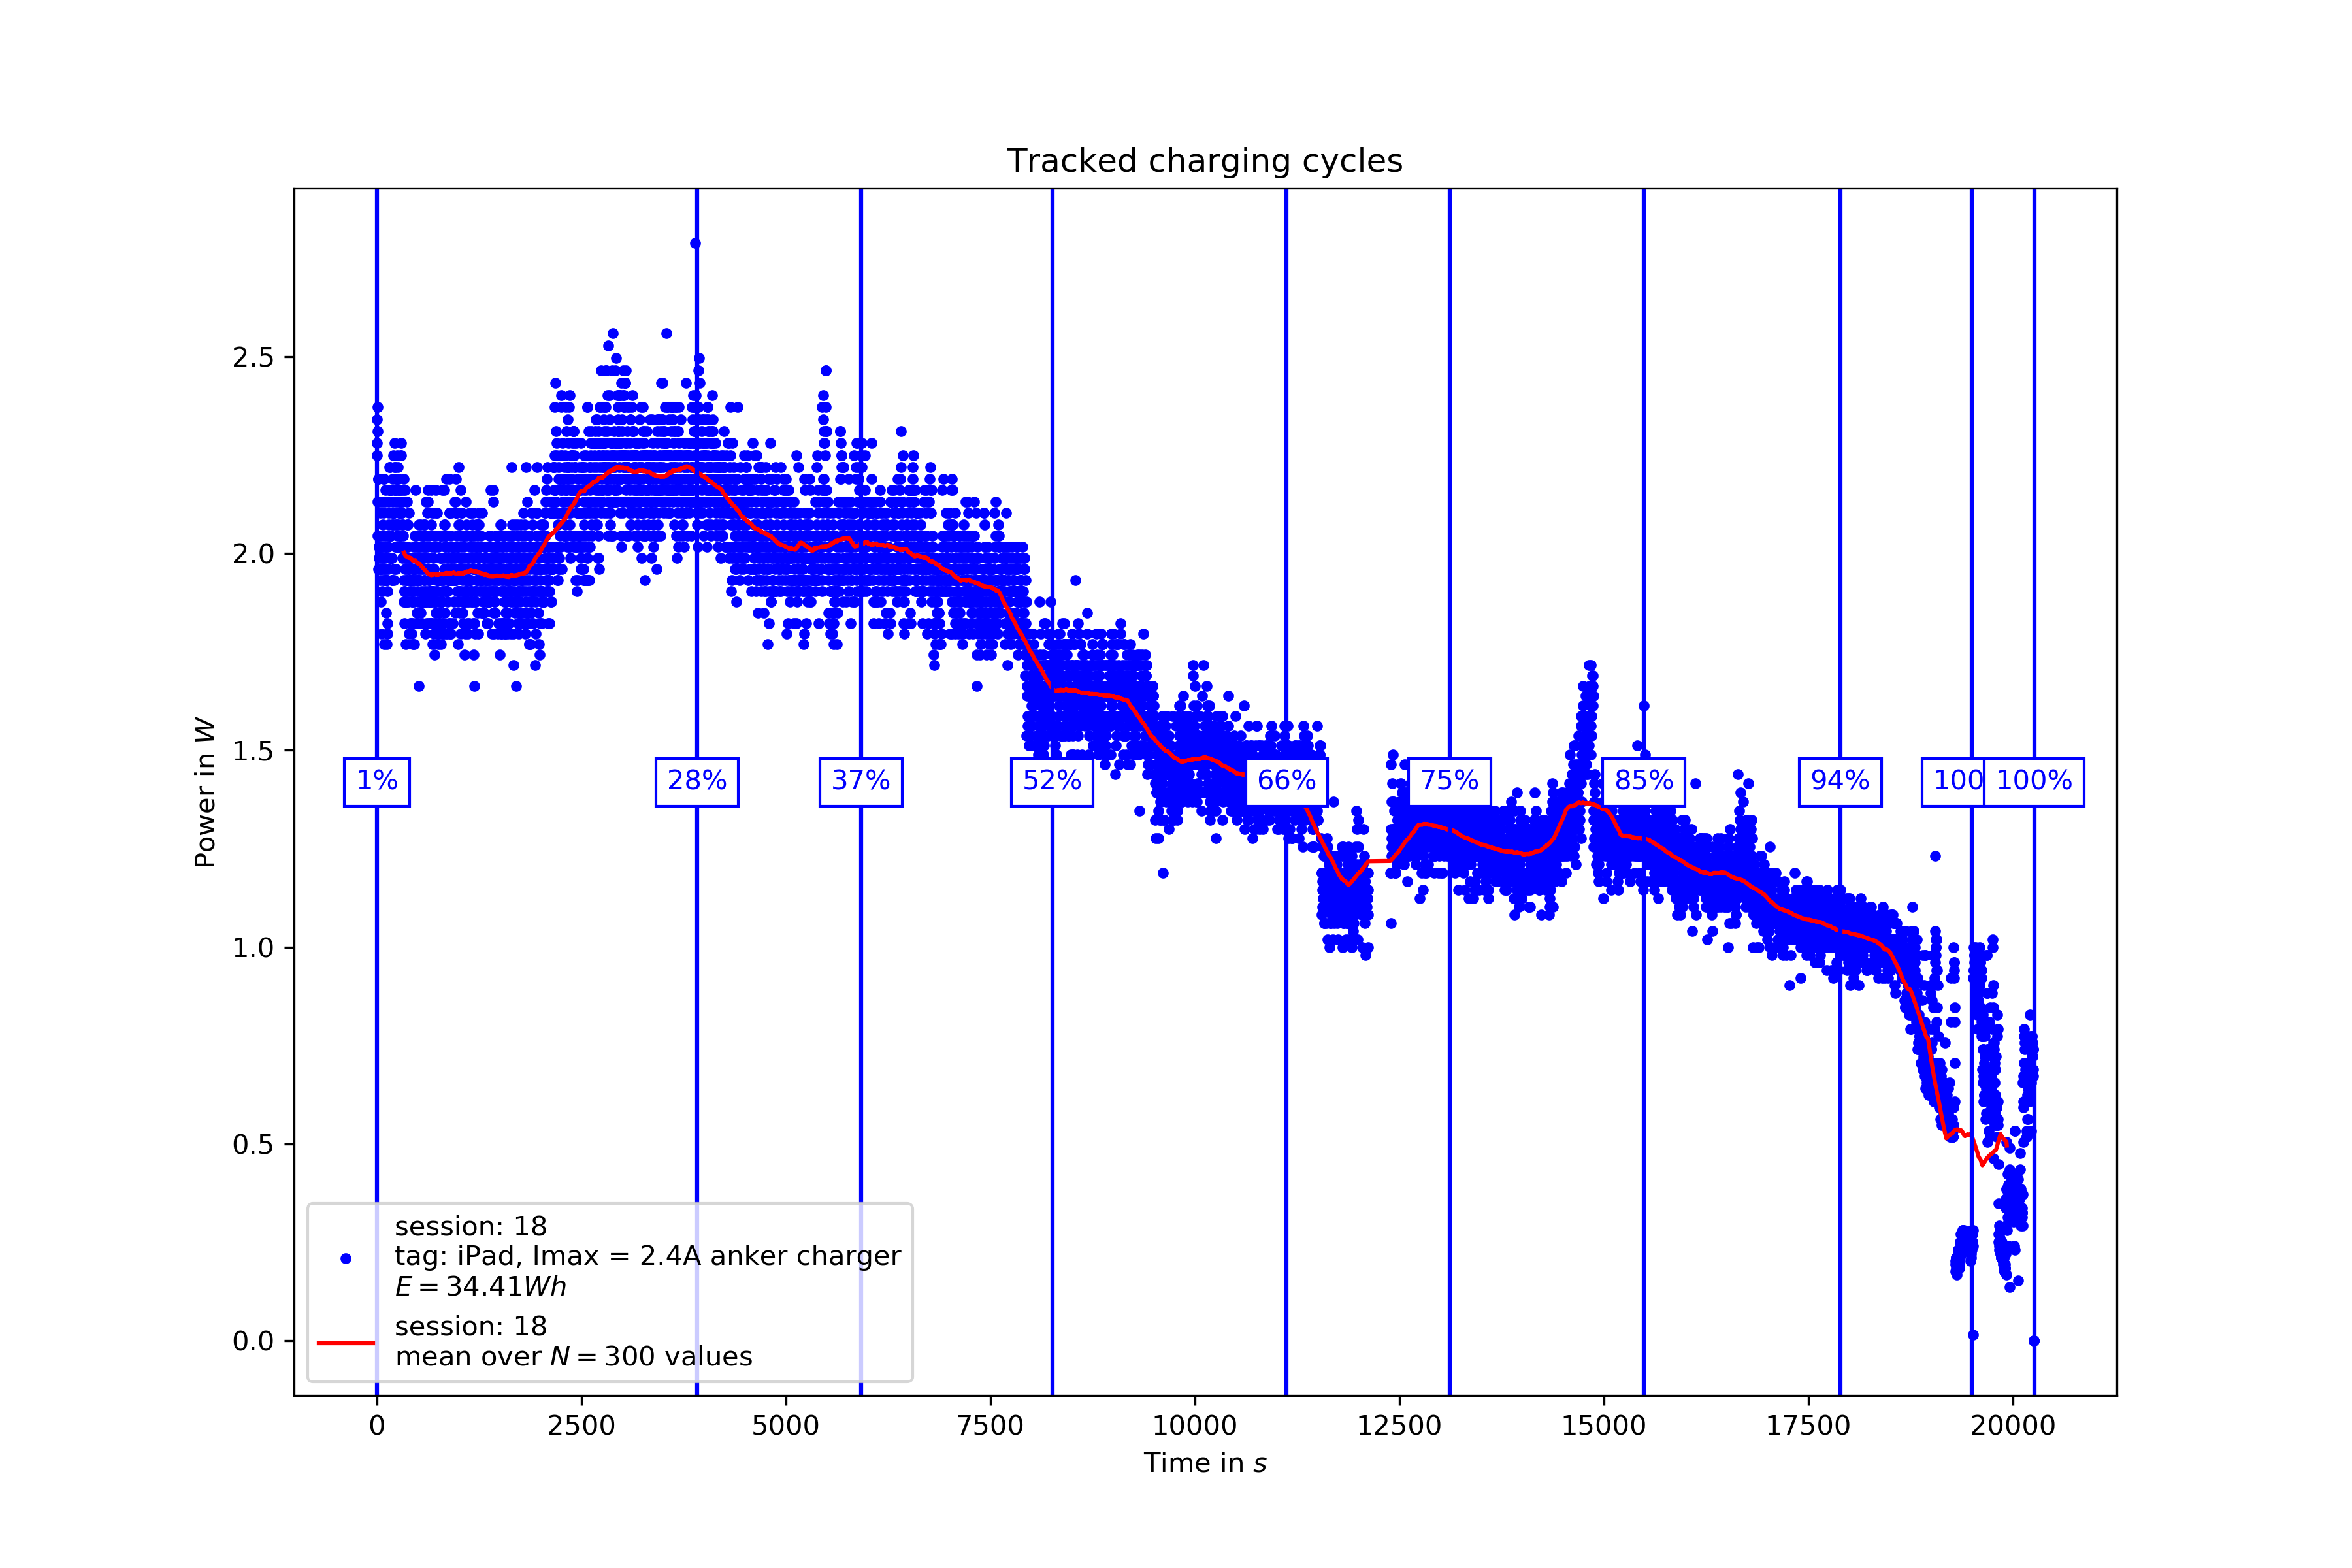 Tracked charging cycles
2.5
2.0
1.5
1.0
0.5
0.0
Power in W
1% 28% 37% 52% 66% 75% 85% 94% 100 100%
session: 18
tag: iPad, Imax = 2.4A anker charger
E = 34.41Wh
session: 18
mean over N = 300 values
0 2500 5000 7500 10000 12500 15000 17500 20000
Time in s